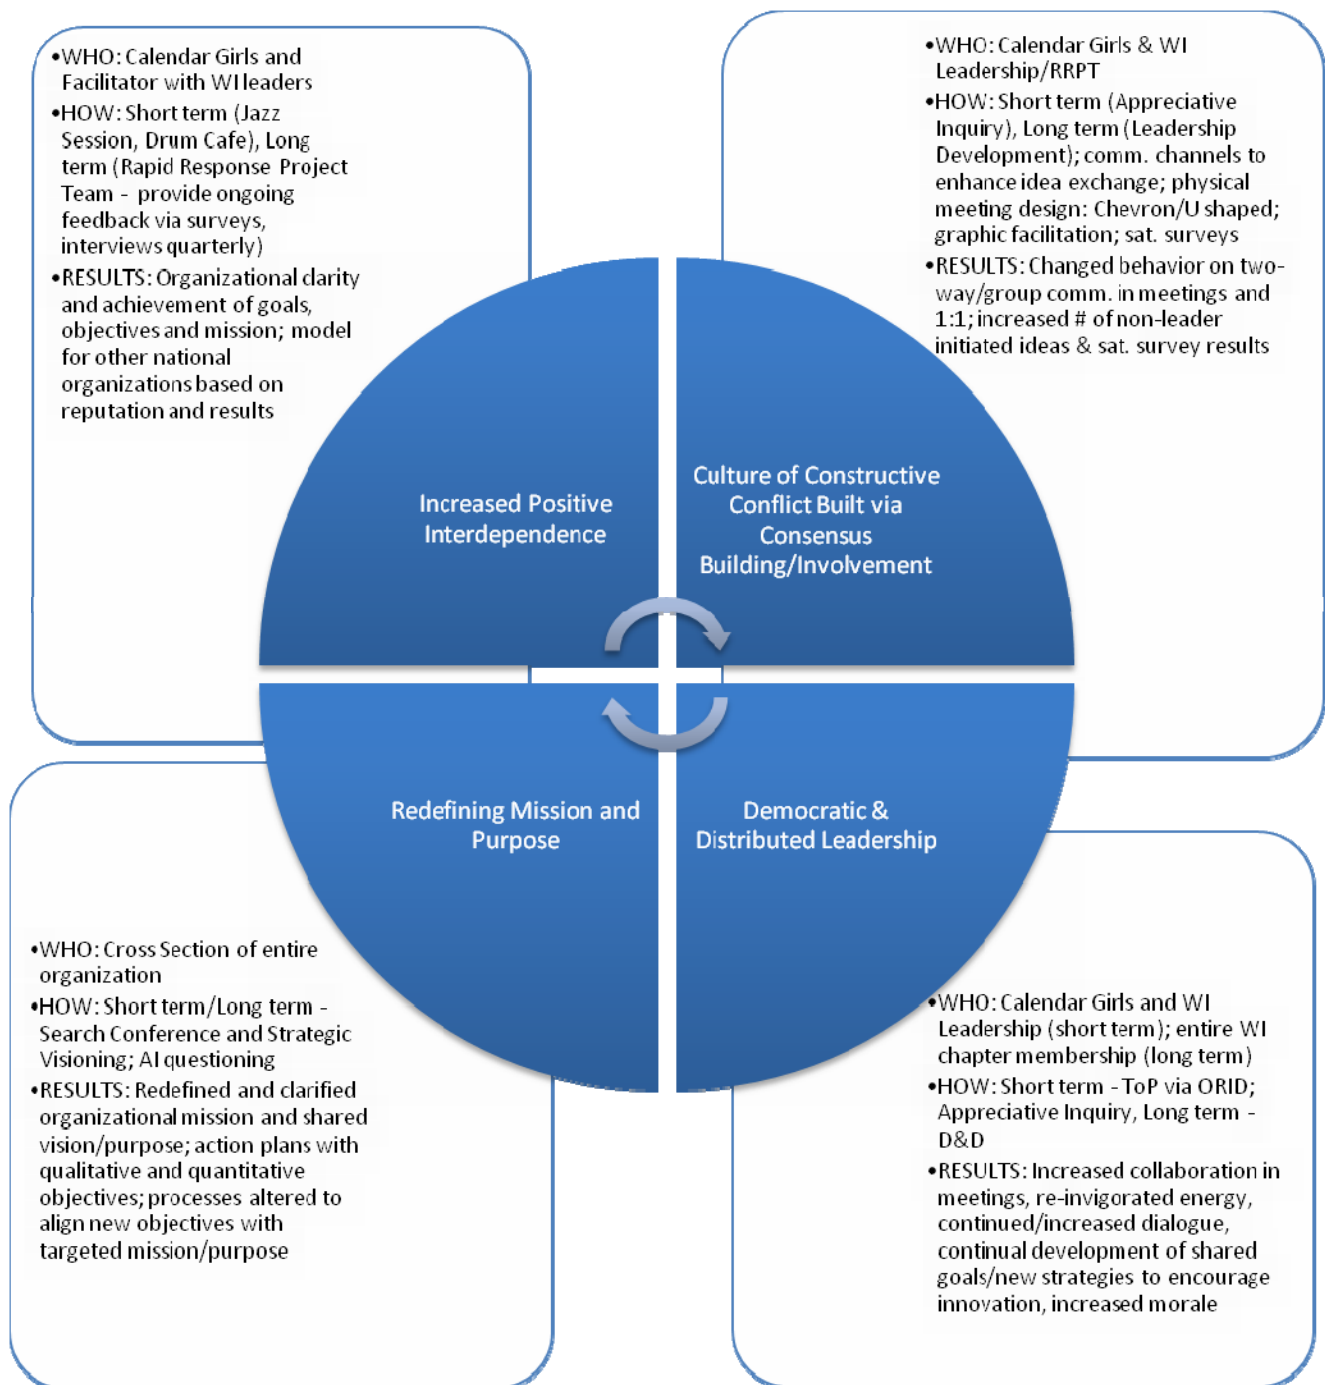 •WHO: Calendar Girls and
Facilitator with WI leaders
•HOW: Short term (Jazz
Session, Drum Cafe), Long
term (Rapid Response Project
Team - provide ongoing
feedback via surveys,
interviews quarterly)
•RESULTS: Organizational clarity
and achievement of goals,
objectives and mission; model
for other national
organizations based on
reputation and results
•WHO: Calendar Girls & WI
Leadership/RRPT
•HOW: Short term (Appreciative
Inquiry), Long term (Leadership
Development); comm. channels to
enhance idea exchange; physical
meeting design: Chevron/U shaped;
graphic facilitation; sat. surveys
•RESULTS: Changed behavior on two-
way/group comm. in meetings and
1:1; increased # of non-leader
initiated ideas & sat. survey results
Increased Positive
Interdependence
Culture of Constructive
Conflict Built via
Consensus
Building/Involvement
Redefining Mission and
Purpose
Democratic &
Distributed Leadership
•WHO: Cross Section of entire
organization
•HOW: Short term/Long term -
Search Conference and Strategic
Visioning; AI questioning
•RESULTS: Redefined and clarified
organizational mission and shared
vision/purpose; action plans with
qualitative and quantitative
objectives; processes altered to
align new objectives with
targeted mission/purpose
•WHO: Calendar Girls and WI
Leadership (short term); entire WI
chapter membership (long term)
•HOW: Short term - ToP via ORID;
Appreciative Inquiry, Long term -
D&D
•RESULTS: Increased collaboration in
meetings, re-invigorated energy,
continued/increased dialogue,
continual development of shared
goals/new strategies to encourage
innovation, increased morale